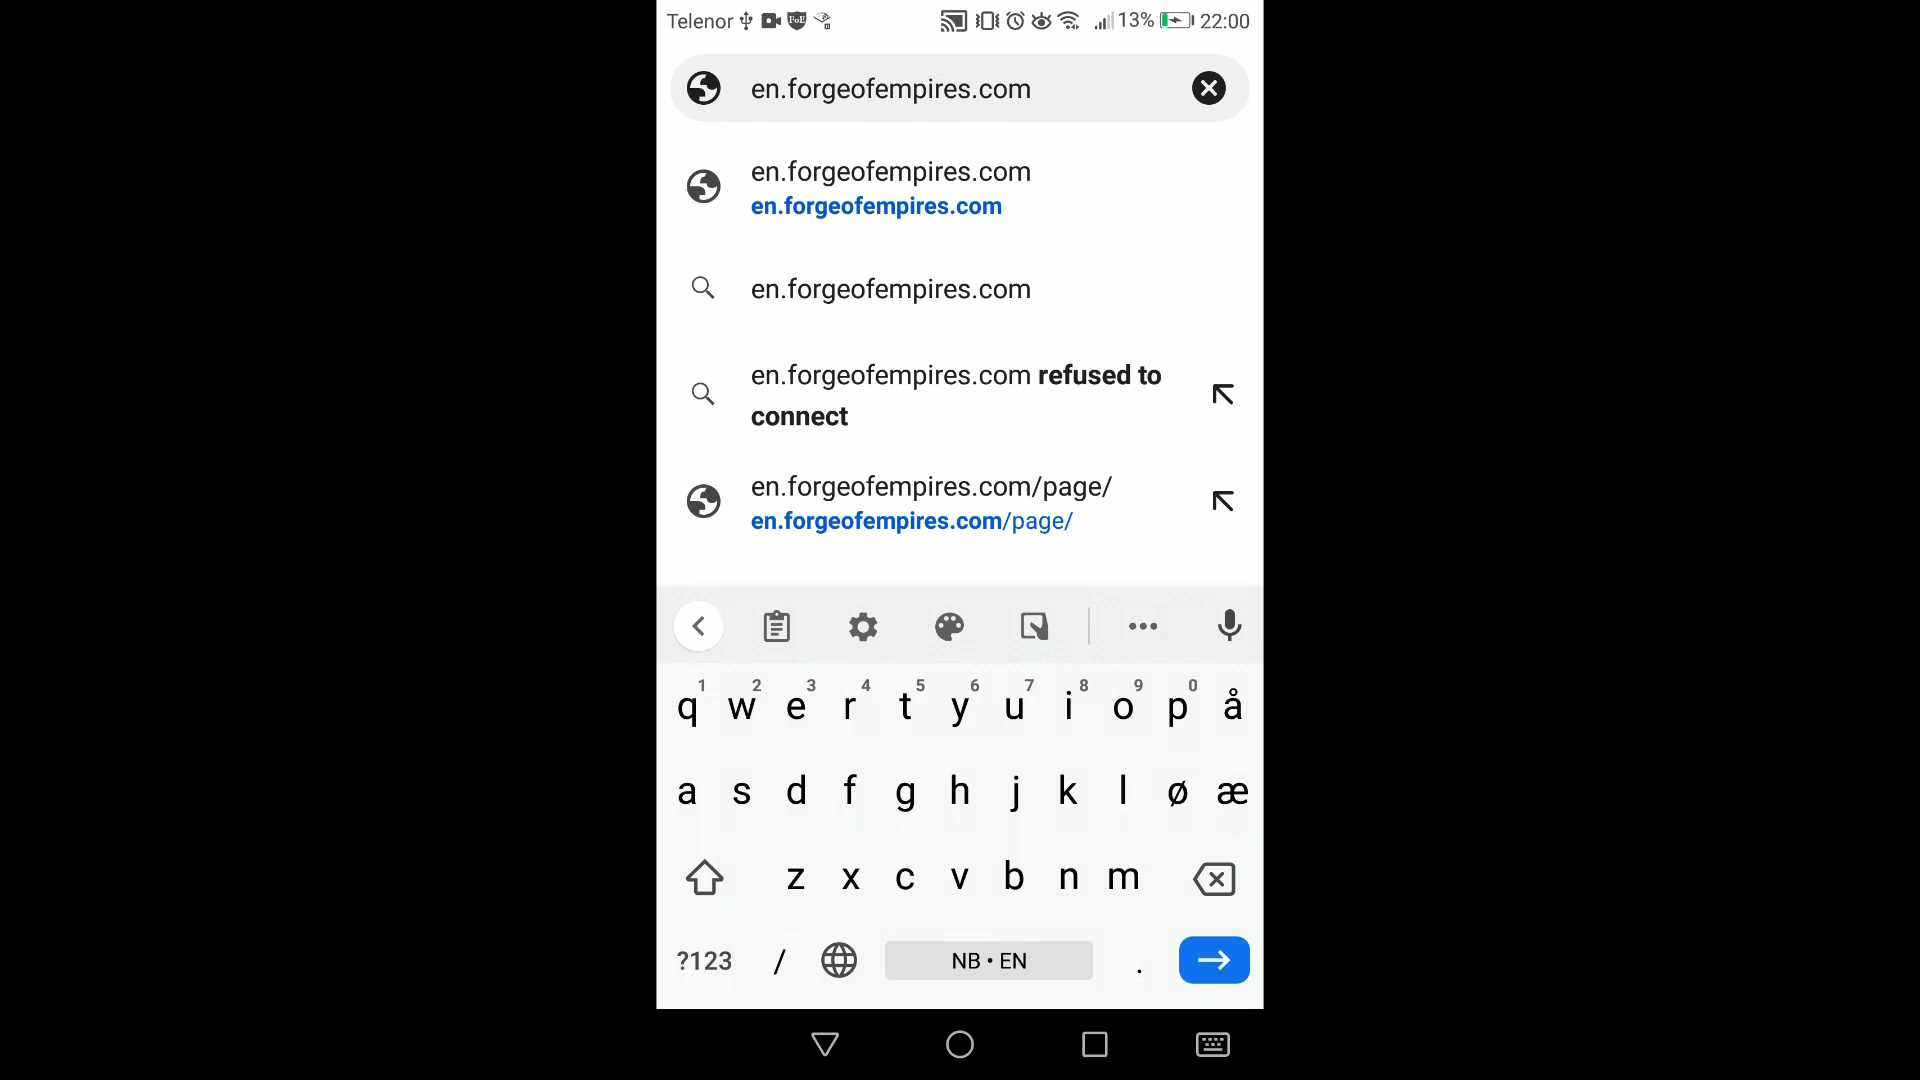 Telenor FoE 13% 22:00
en.forgeofempires.com
en.forgeofempires.com
en.forgeofempires.com
en.forgeofempires.com
en.forgeofempires.com refused to
connect
en.forgeofempires.com/page/
en.forgeofempires.com/page/
1 2 3 4 5 6 7 8 9 0
q w e r t y u i o p å
a s d f g h j k l ø æ
z x c v b n m
?123 / NB • EN .